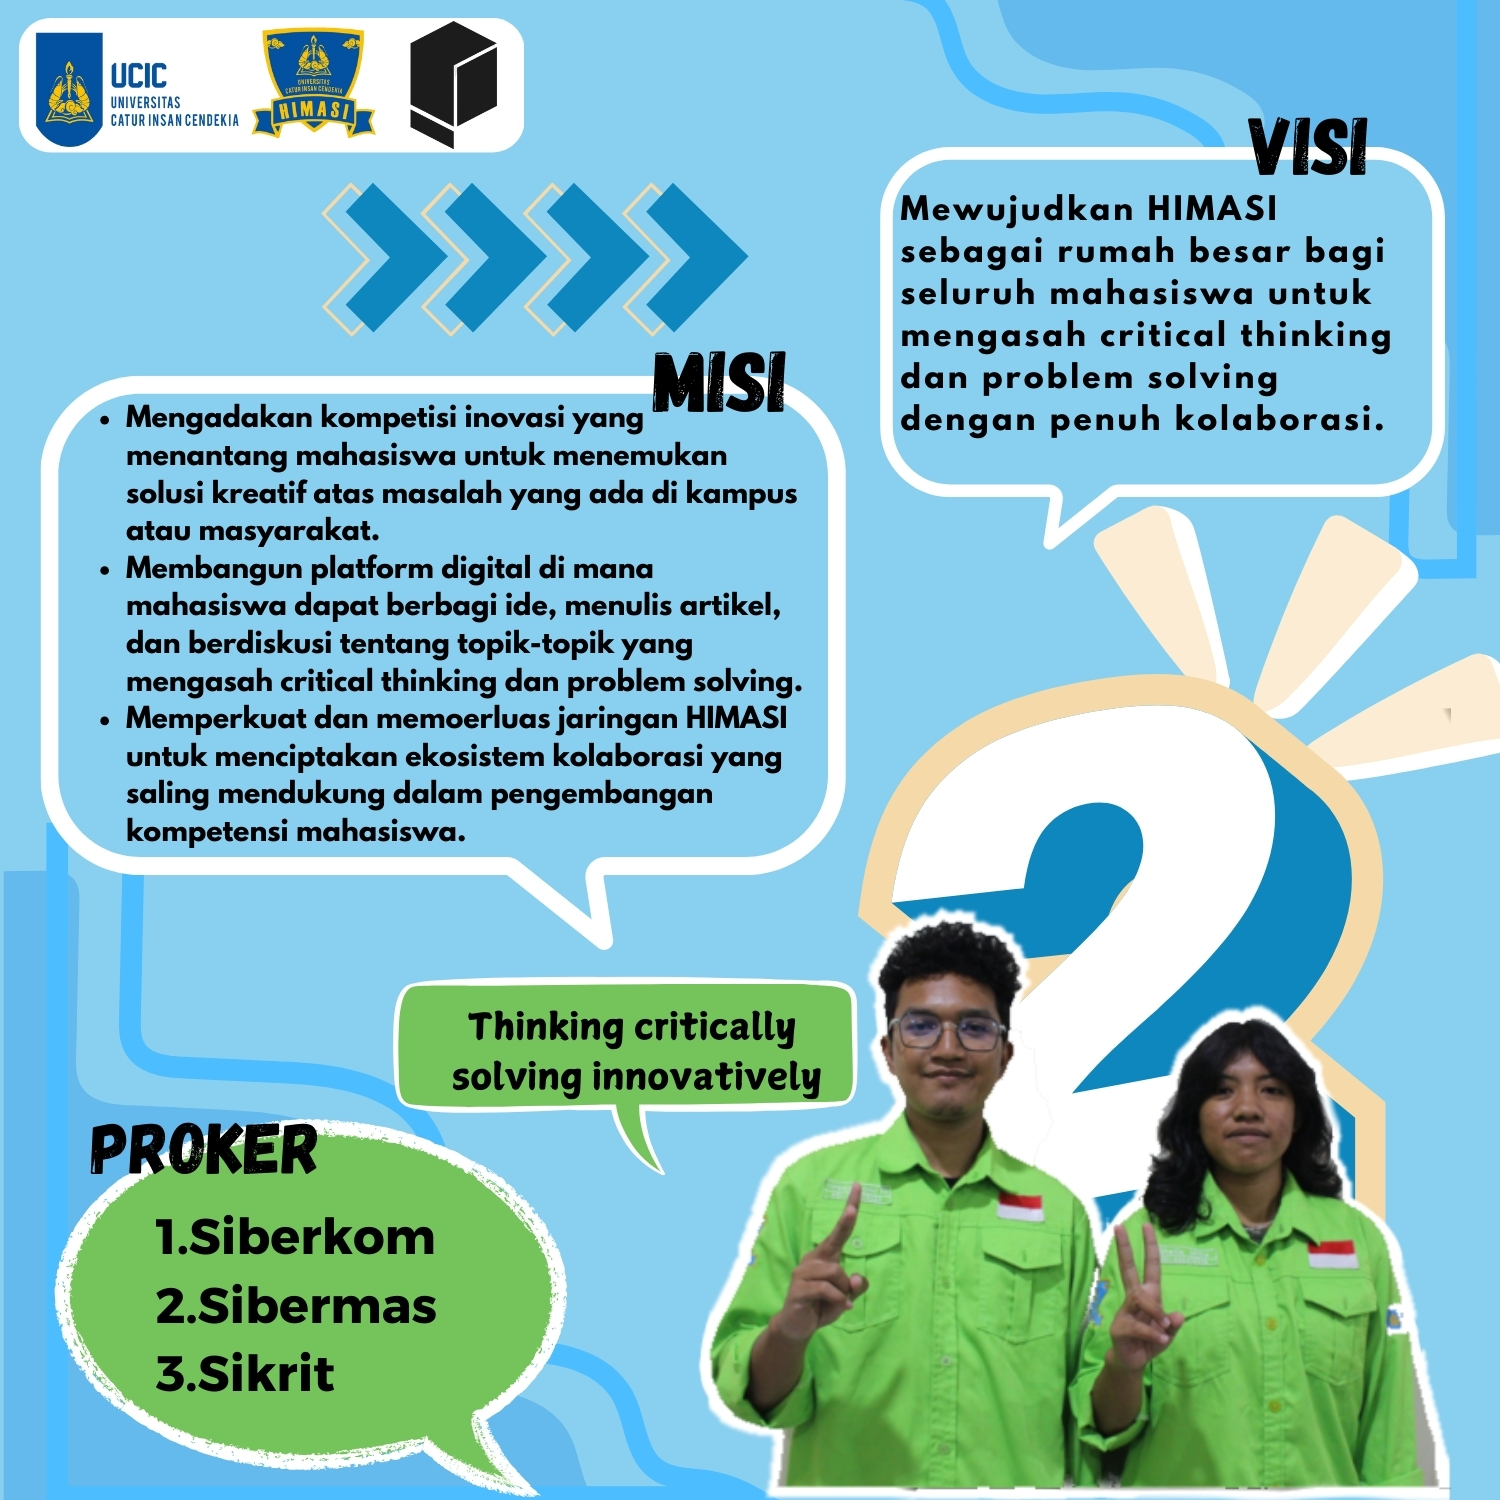 UCIC
UNIVERSITAS
CATUR INSAN CENDEKIA
UNIVERSITAS
CATUR INSAN CENDEKIA
HIMASI
VISI
Mewujudkan HIMASI
sebagai rumah besar bagi
seluruh mahasiswa untuk
mengasah critical thinking
dan problem solving
dengan penuh kolaborasi.
MISI
• Mengadakan kompetisi inovasi yang
menantang mahasiswa untuk menemukan
solusi kreatif atas masalah yang ada di kampus
atau masyarakat.
• Membangun platform digital di mana
mahasiswa dapat berbagi ide, menulis artikel,
dan berdiskusi tentang topik-topik yang
mengasah critical thinking dan problem solving.
• Memperkuat dan memoerluas jaringan HIMASI
untuk menciptakan ekosistem kolaborasi yang
saling mendukung dalam pengembangan
kompetensi mahasiswa.
2
Thinking critically
solving innovatively
PROKER
1.Siberkom
2.Sibermas
3.Sikrit